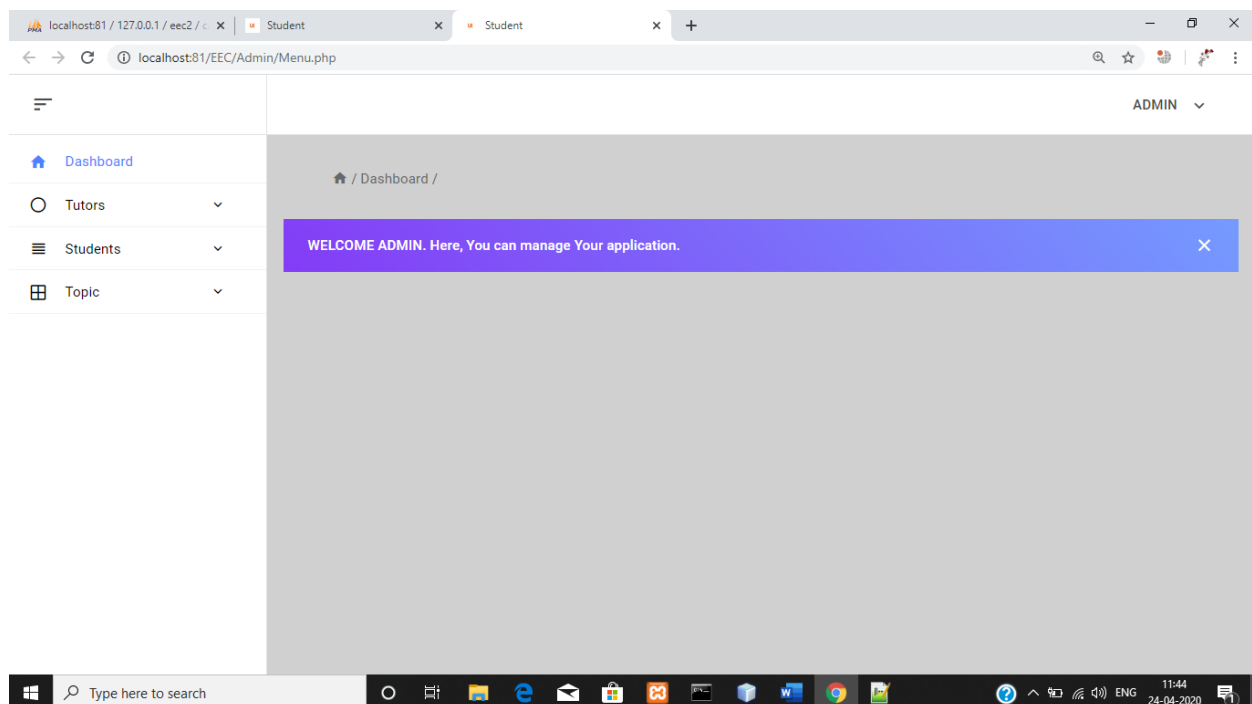 localhost:81 / 127.0.0.1 / eec2 / c
Student
Student
localhost:81/EEC/Admin/Menu.php
ADMIN
Dashboard
/ Dashboard /
Tutors
WELCOME ADMIN. Here, You can manage Your application.
Students
Topic
Type here to search
ENG
11:44
24-04-2020